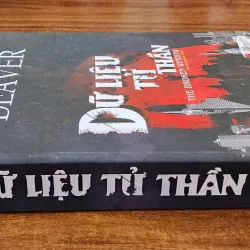 DEAVER
DỮ LIỆU
TỬ
THẦN
THE BROKEN WINDOW
DỮ LIỆU TỬ THẦN